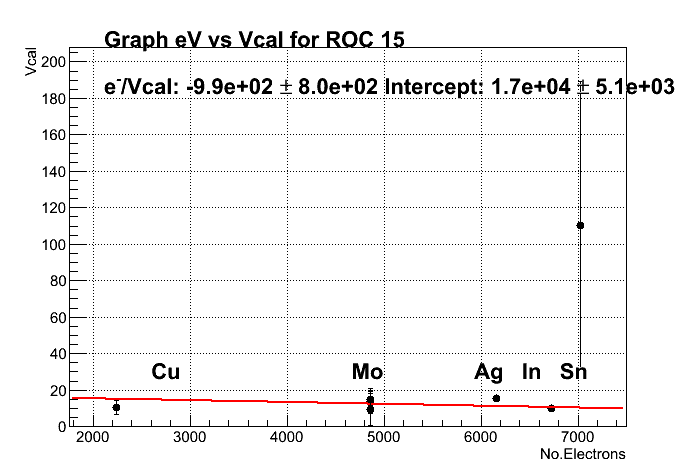 Graph eV vs Vcal for ROC 15
e⁻/Vcal: -9.9e+02 ± 8.0e+02 Intercept: 1.7e+04 ± 5.1e+03
Vcal
200
180
160
140
120
100
80
60
40
20
0
Cu Mo Ag In Sn
2000 3000 4000 5000 6000 7000
No.Electrons